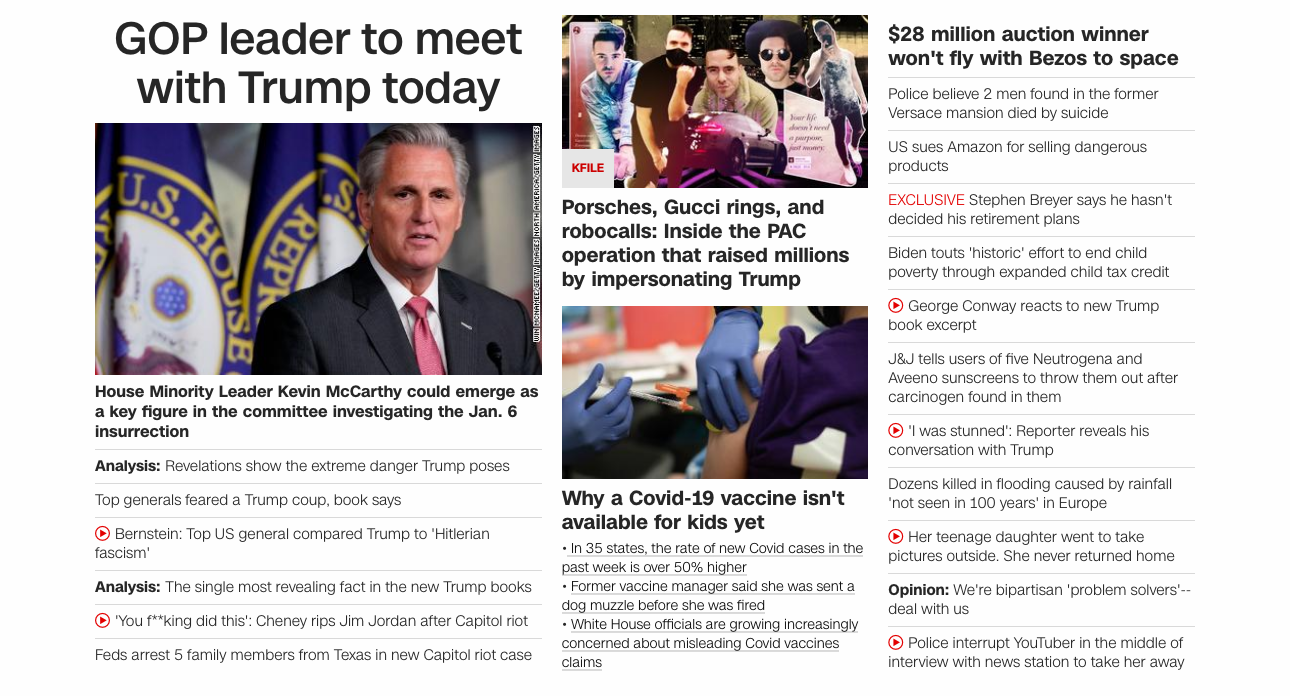 GOP leader to meet
with Trump today
U.S. HOUS
U.S.
REP
WIN MCNAMEE/GETTY IMAGES NORTH AMERICA/GETTY IMAGES
House Minority Leader Kevin McCarthy could emerge as
a key figure in the committee investigating the Jan. 6
insurrection
Analysis: Revelations show the extreme danger Trump poses
Top generals feared a Trump coup, book says
Bernstein: Top US general compared Trump to 'Hitlerian
fascism'
Analysis: The single most revealing fact in the new Trump books
'You f**king did this': Cheney rips Jim Jordan after Capitol riot
Feds arrest 5 family members from Texas in new Capitol riot case
Your life
doesn't need
a purpose,
just money.
KFILE
Porsches, Gucci rings, and
robocalls: Inside the PAC
operation that raised millions
by impersonating Trump
Why a Covid-19 vaccine isn't
available for kids yet
• In 35 states, the rate of new Covid cases in the
past week is over 50% higher
• Former vaccine manager said she was sent a
dog muzzle before she was fired
• White House officials are growing increasingly
concerned about misleading Covid vaccines
claims
$28 million auction winner
won't fly with Bezos to space
Police believe 2 men found in the former
Versace mansion died by suicide
US sues Amazon for selling dangerous
products
EXCLUSIVE Stephen Breyer says he hasn't
decided his retirement plans
Biden touts 'historic' effort to end child
poverty through expanded child tax credit
George Conway reacts to new Trump
book excerpt
J&J tells users of five Neutrogena and
Aveeno sunscreens to throw them out after
carcinogen found in them
'I was stunned': Reporter reveals his
conversation with Trump
Dozens killed in flooding caused by rainfall
'not seen in 100 years' in Europe
Her teenage daughter went to take
pictures outside. She never returned home
Opinion: We're bipartisan 'problem solvers'--
deal with us
Police interrupt YouTuber in the middle of
interview with news station to take her away